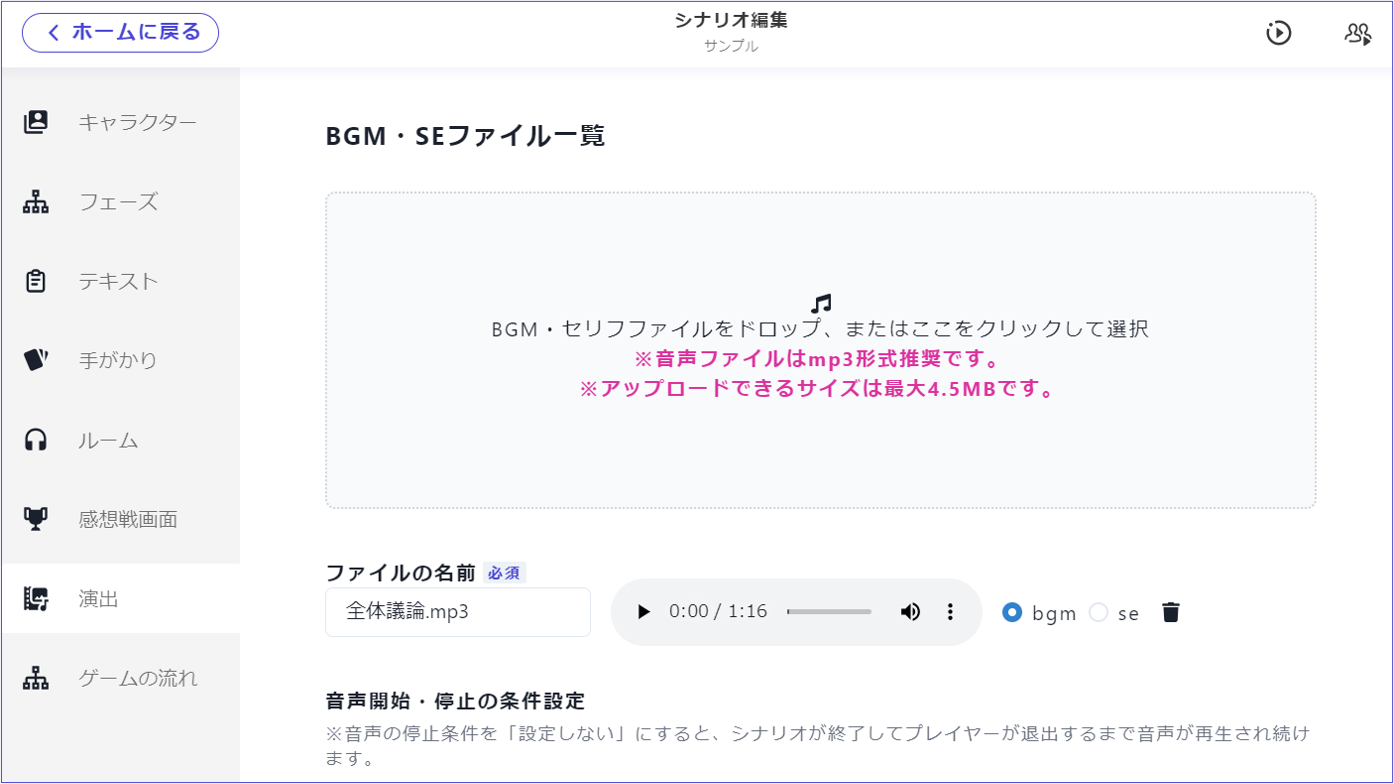 ホームに戻る
シナリオ編集
サンプル
キャラクター
フェーズ
テキスト
手がかり
ルーム
感想戦画面
演出
ゲームの流れ
BGM・SEファイル一覧
BGM・セリフファイルをドロップ、またはここをクリックして選択
※音声ファイルはmp3形式推奨です。
※アップロードできるサイズは最大4.5MBです。
ファイルの名前 必須
全体議論.mp3
0:00 / 1:16
bgm se
音声開始・停止の条件設定
※音声の停止条件を「設定しない」にすると、シナリオが終了してプレイヤーが退出するまで音声が再生され続け
ます。